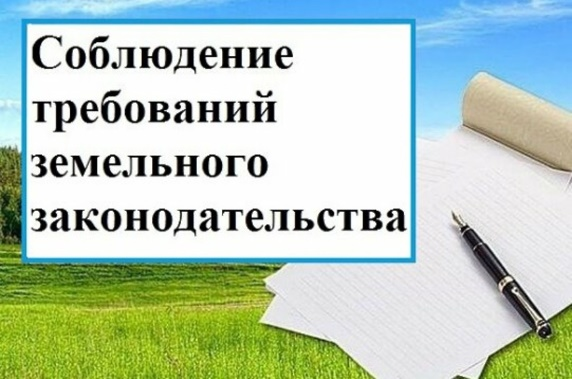 Соблюдение
требований
земельного
законодательства